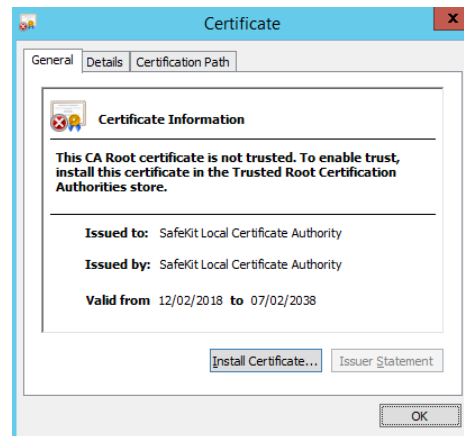 Certificate
General Details Certification Path
Certificate Information
This CA Root certificate is not trusted. To enable trust,
install this certificate in the Trusted Root Certification
Authorities store.
Issued to: SafeKit Local Certificate Authority
Issued by: SafeKit Local Certificate Authority
Valid from 12/02/2018 to 07/02/2038
Install Certificate... Issuer Statement
OK